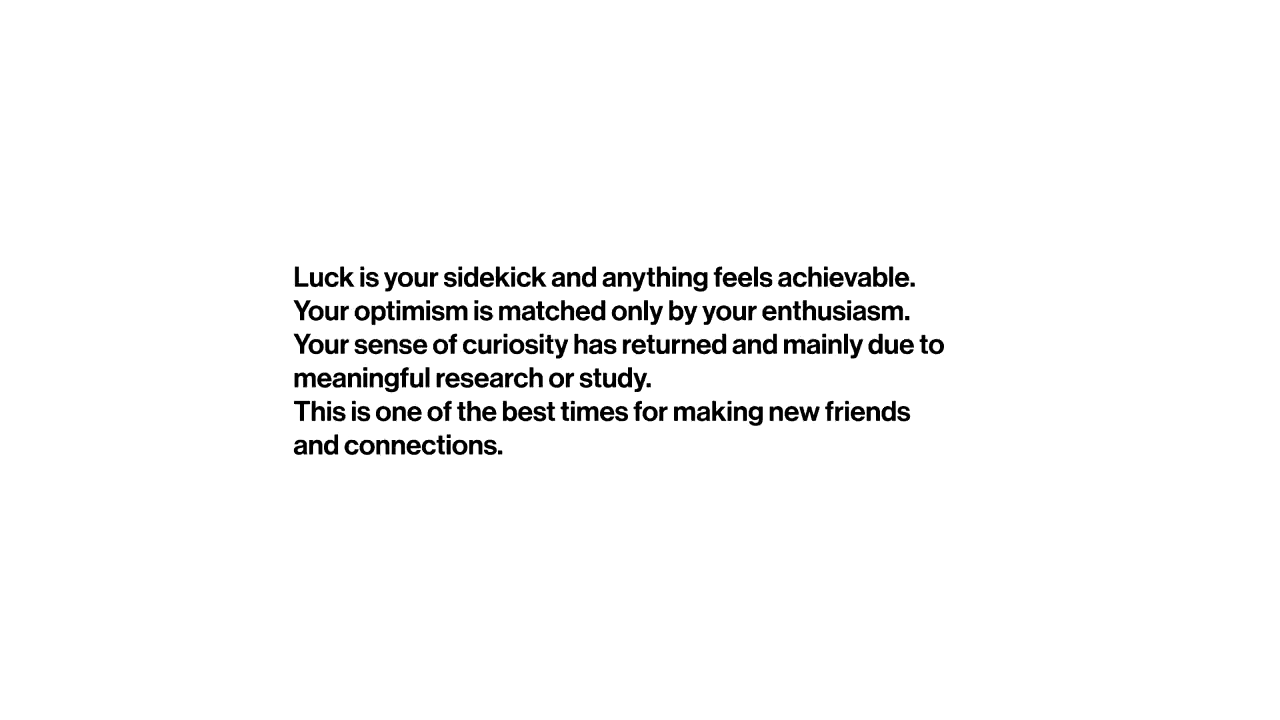 Luck is your sidekick and anything feels achievable.
Your optimism is matched only by your enthusiasm.
Your sense of curiosity has returned and mainly due to
meaningful research or study.
This is one of the best times for making new friends
and connections.